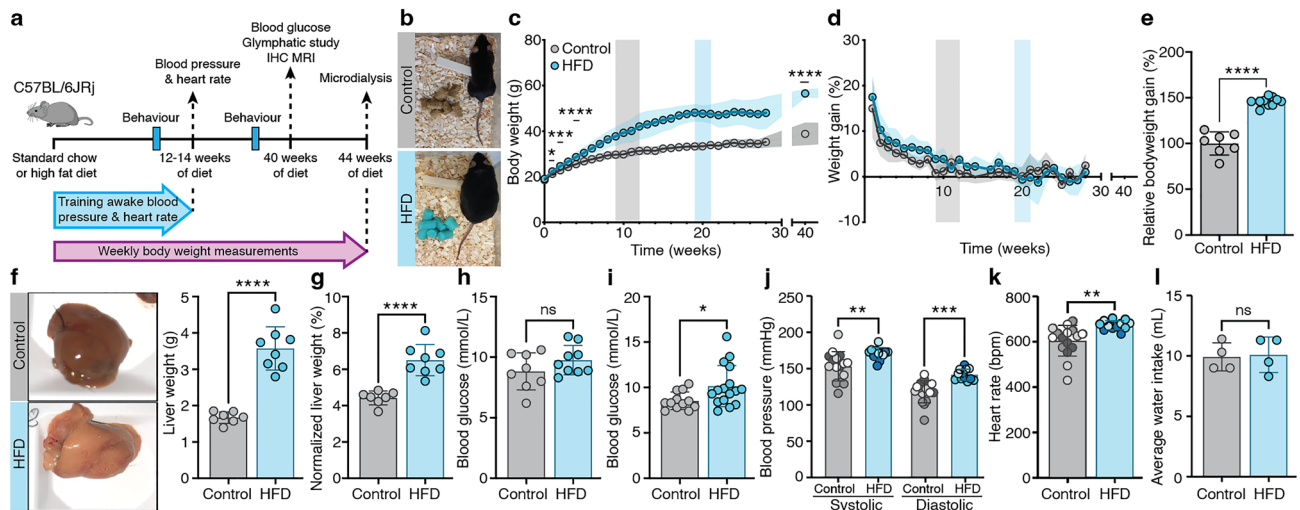 a
C57BL/6JRj
Standard chow
or high fat diet
Behaviour
Blood pressure
& heart rate
12-14 weeks
of diet
Behaviour
Blood glucose
Glymphatic study
IHC MRI
40 weeks
of diet
Microdialysis
44 weeks
of diet
Training awake blood
pressure & heart rate
Weekly body weight measurements
b
Control
HFD
c
Body weight (g)
80
60
40
20
0
Control
HFD
*
***
****
****
0
10
20
30
40
Time (weeks)
d
Weight gain (%)
30
20
10
0
-10
10
20
30
40
Time (weeks)
e
Relative bodyweight gain (%)
200
150
100
50
0
****
Control
HFD
f
Control
HFD
Liver weight (g)
5
4
3
2
1
0
****
Control
HFD
g
Normalized liver weight (%)
10
8
6
4
2
0
****
Control
HFD
h
Blood glucose (mmol/L)
15
10
5
0
ns
Control
HFD
i
Blood glucose (mmol/L)
20
15
10
5
0
*
Control
HFD
j
Blood pressure (mmHg)
250
200
150
100
50
0
**
***
Control
HFD
Control
HFD
Systolic
Diastolic
k
Heart rate (bpm)
800
600
400
200
0
**
Control
HFD
l
Average water intake (mL)
15
10
5
0
ns
Control
HFD